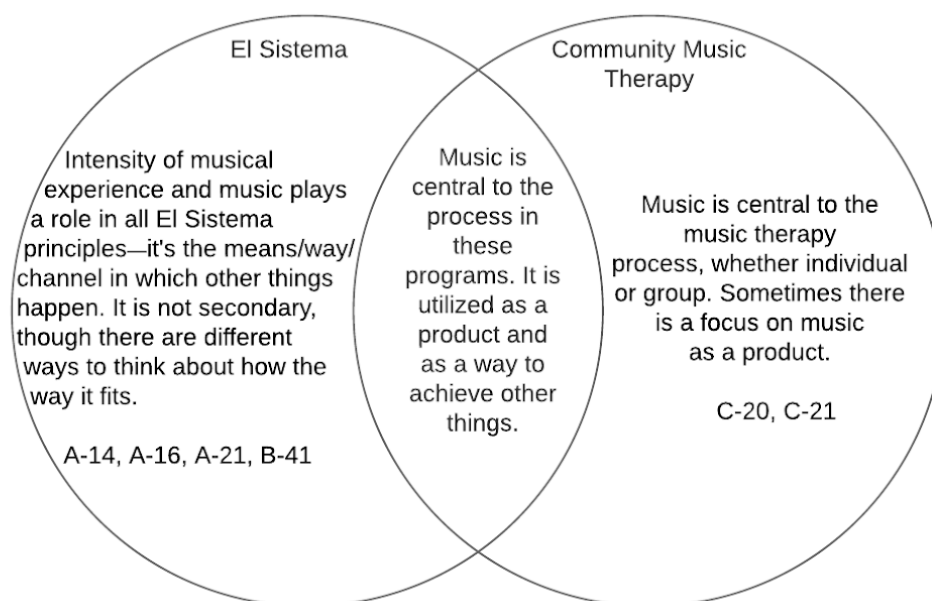 El Sistema
Intensity of musical
experience and music plays
a role in all El Sistema
principles—it's the means/way/
channel in which other things
happen. It is not secondary,
though there are different
ways to think about how the
way it fits.
A-14, A-16, A-21, B-41
Music is
central to the
process in
these
programs. It is
utilized as a
product and
as a way to
achieve other
things.
Community Music
Therapy
Music is central to the
music therapy
process, whether individual
or group. Sometimes there
is a focus on music
as a product.
C-20, C-21